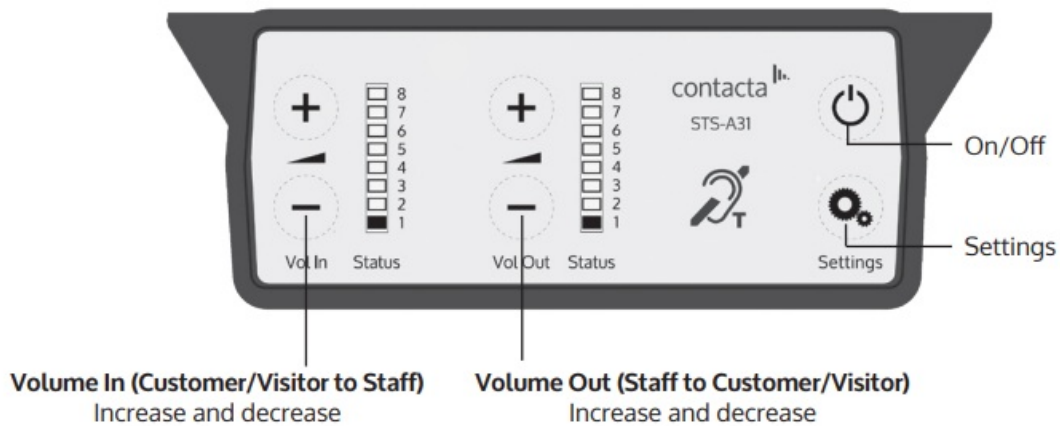 8
7
6
5
4
3
2
1
Vol In
Status
8
7
6
5
4
3
2
1
Vol Out
Status
contacta
STS-A31
T
Settings
On/Off
Settings
Volume In (Customer/Visitor to Staff)
Increase and decrease
Volume Out (Staff to Customer/Visitor)
Increase and decrease